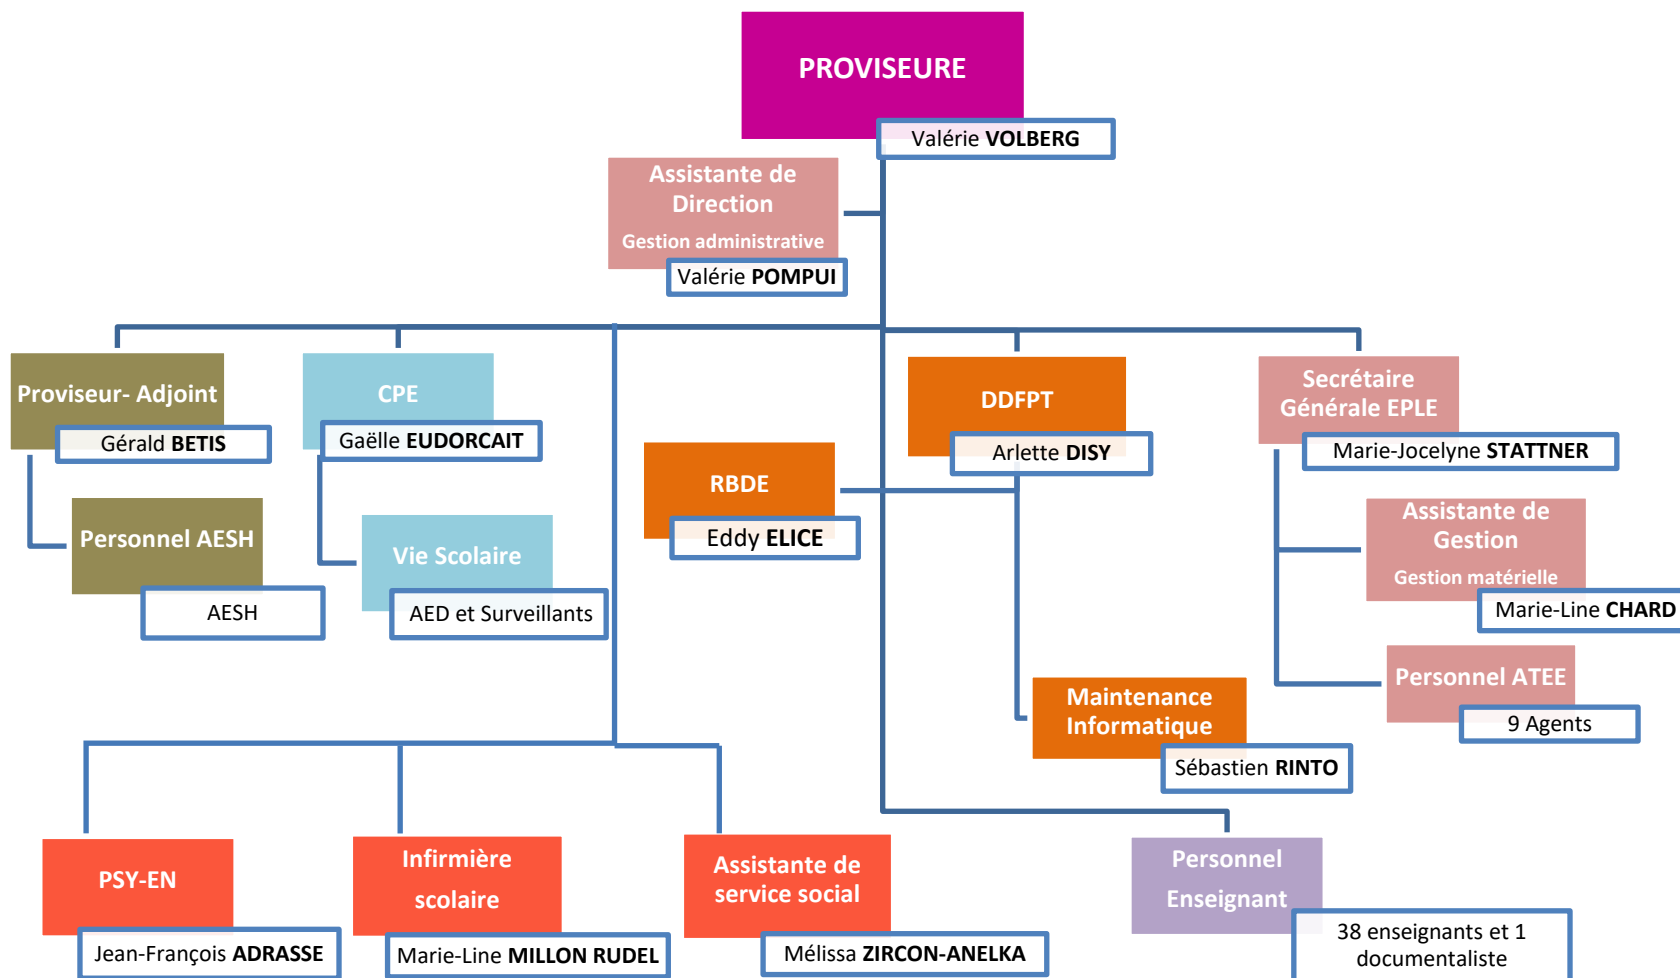 PROVISEURE
Valérie VOLBERG
Assistante de
Direction
Gestion administrative
Valérie POMPUI
Proviseur- Adjoint
Gérald BETIS
CPE
Gaëlle EUDORCAIT
DDFPT
Arlette DISY
Secrétaire
Générale EPLE
Marie-Jocelyne STATTNER
RBDE
Eddy ELICE
Personnel AESH
AESH
Vie Scolaire
AED et Surveillants
Assistante de
Gestion
Gestion matérielle
Marie-Line CHARD
Personnel ATEE
9 Agents
Maintenance
Informatique
Sébastien RINTO
PSY-EN
Jean-François ADRASSE
Infirmière
scolaire
Marie-Line MILLON RUDEL
Assistante de
service social
Mélissa ZIRCON-ANELKA
Personnel
Enseignant
38 enseignants et 1
documentaliste